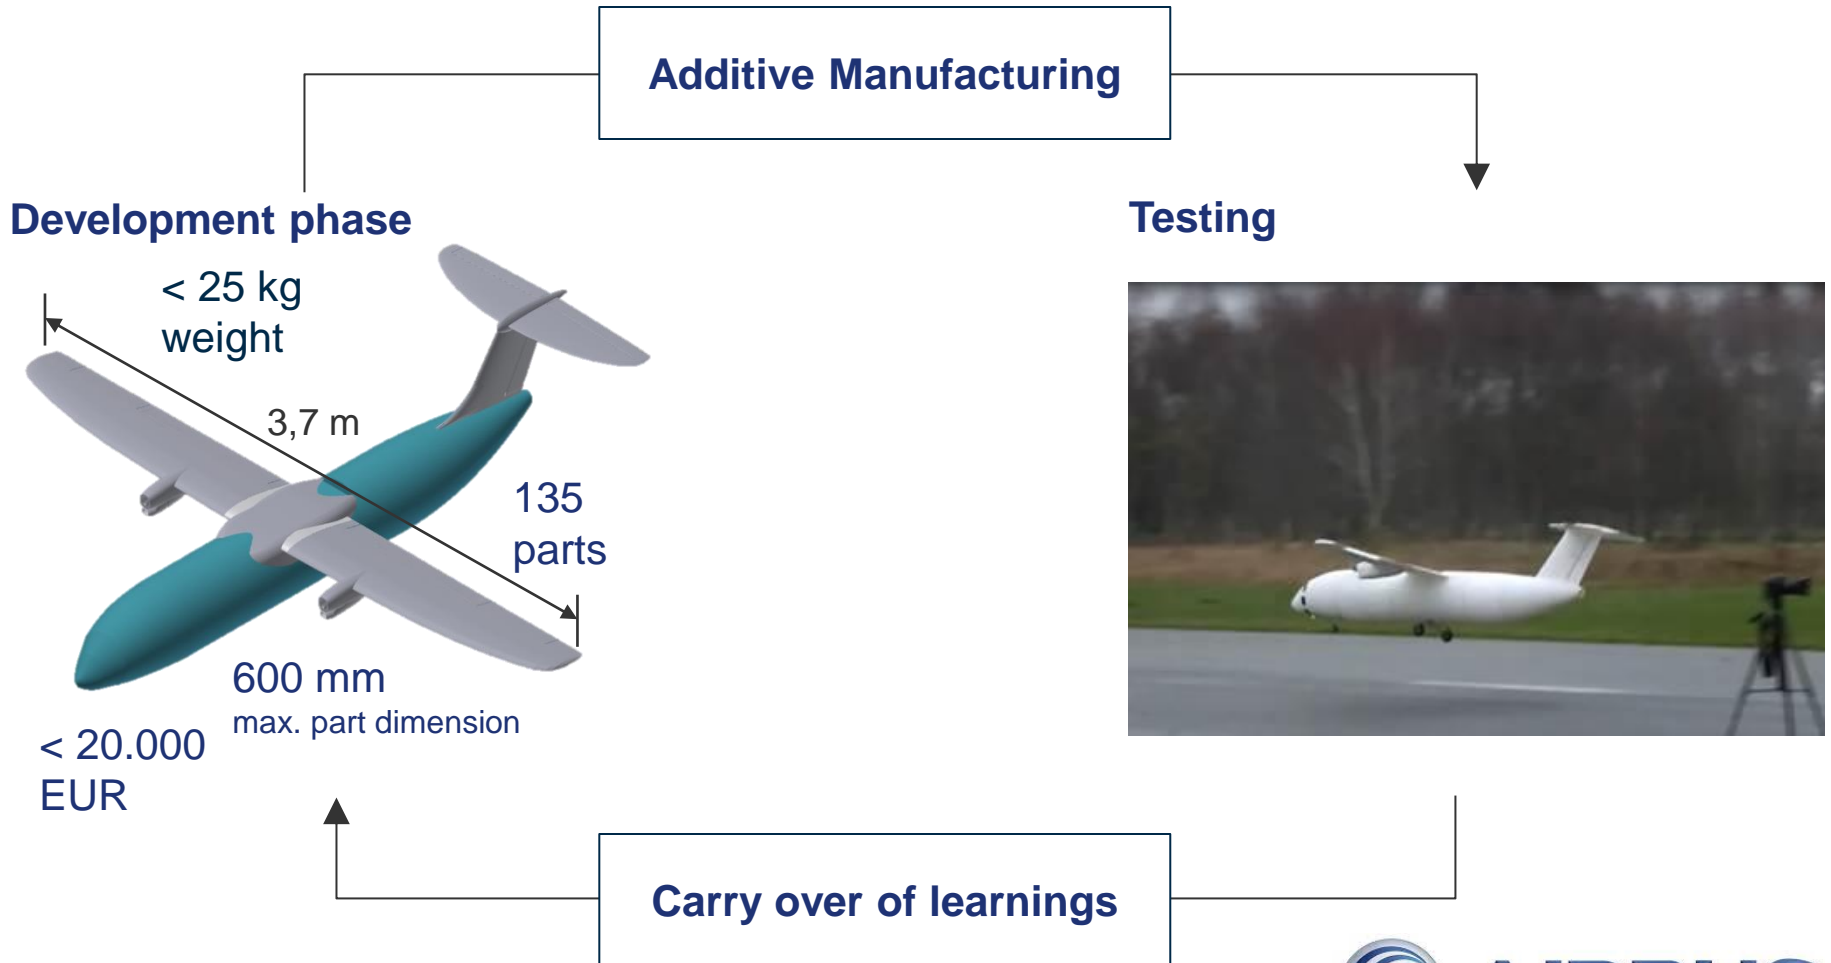 Additive Manufacturing
Development phase
Testing
< 25 kg
weight
3,7 m
135
parts
600 mm
max. part dimension
< 20.000
EUR
Carry over of learnings